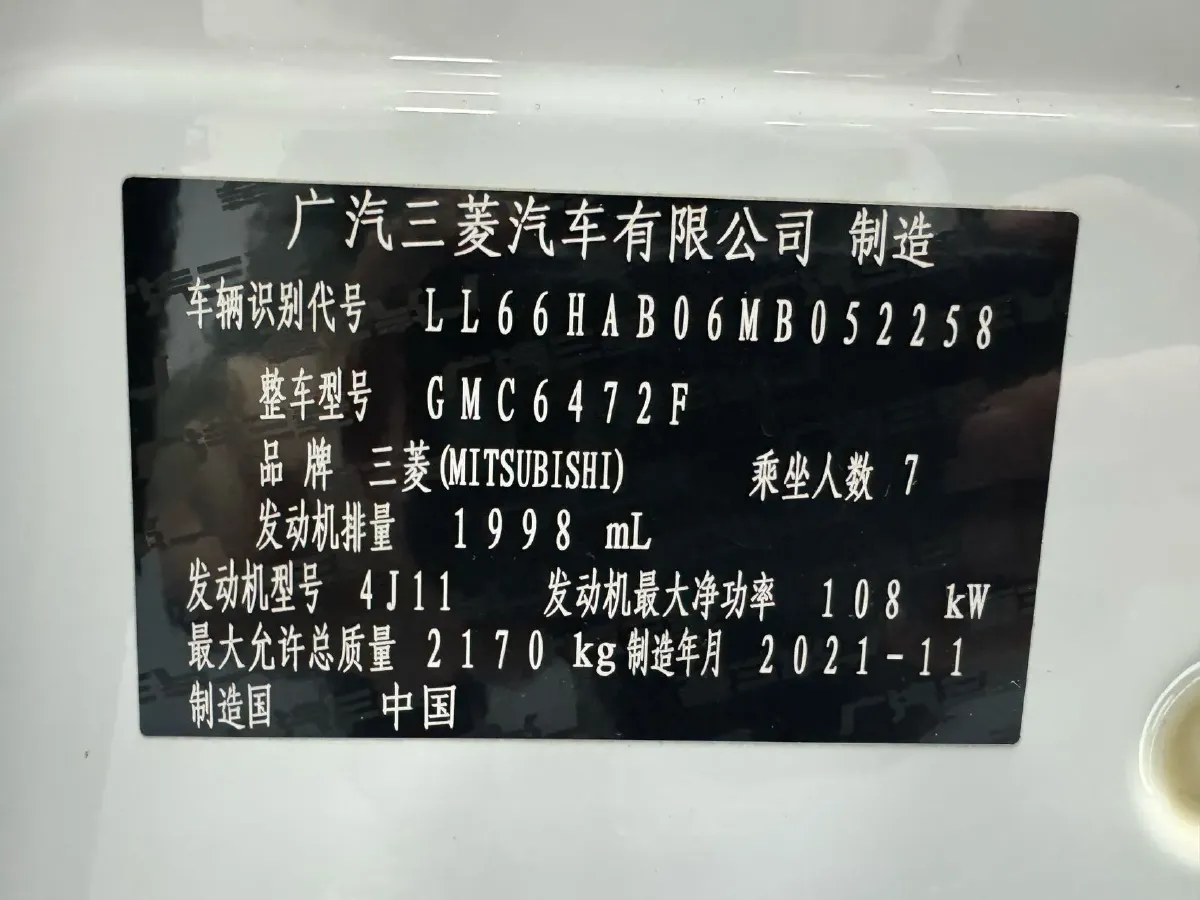 广汽三菱汽车有限公司 制造
车辆识别代号 LL66HAB06MB052258
整车型号 GMC6472F
品牌 三菱(MITSUBISHI) 乘坐人数 7
发动机排量 1998 mL
发动机型号 4J11 发动机最大净功率 108 kW
最大允许总质量 2170 kg 制造年月 2021-11
制造国 中国